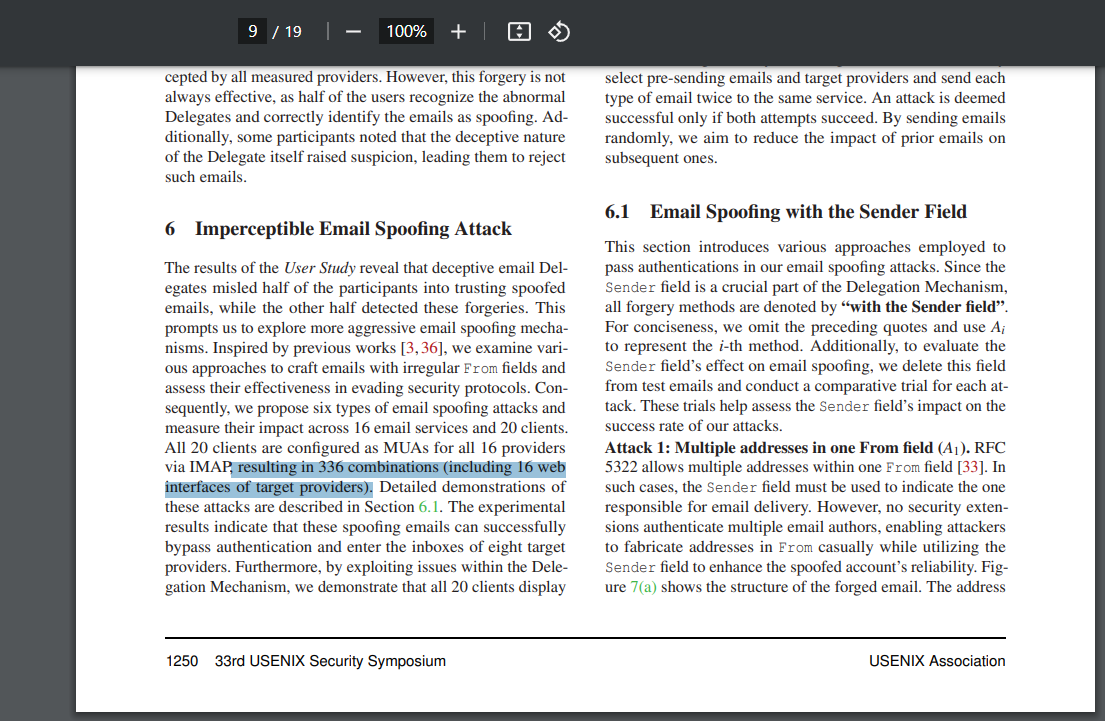 9 / 19
100%
cepted by all measured providers. However, this forgery is not
always effective, as half of the users recognize the abnormal
Delegates and correctly identify the emails as spoofing. Ad-
ditionally, some participants noted that the deceptive nature
of the Delegate itself raised suspicion, leading them to reject
such emails.
6 Imperceptible Email Spoofing Attack
The results of the User Study reveal that deceptive email Del-
egates misled half of the participants into trusting spoofed
emails, while the other half detected these forgeries. This
prompts us to explore more aggressive email spoofing mecha-
nisms. Inspired by previous works [3,36], we examine vari-
ous approaches to craft emails with irregular From fields and
assess their effectiveness in evading security protocols. Con-
sequently, we propose six types of email spoofing attacks and
measure their impact across 16 email services and 20 clients.
All 20 clients are configured as MUAs for all 16 providers
via IMAP, resulting in 336 combinations (including 16 web
interfaces of target providers). Detailed demonstrations of
these attacks are described in Section 6.1. The experimental
results indicate that these spoofing emails can successfully
bypass authentication and enter the inboxes of eight target
providers. Furthermore, by exploiting issues within the Dele-
gation Mechanism, we demonstrate that all 20 clients display
select pre-sending emails and target providers and send each
type of email twice to the same service. An attack is deemed
successful only if both attempts succeed. By sending emails
randomly, we aim to reduce the impact of prior emails on
subsequent ones.
6.1 Email Spoofing with the Sender Field
This section introduces various approaches employed to
pass authentications in our email spoofing attacks. Since the
Sender field is a crucial part of the Delegation Mechanism,
all forgery methods are denoted by “with the Sender field”.
For conciseness, we omit the preceding quotes and use Ai
to represent the i-th method. Additionally, to evaluate the
Sender field’s effect on email spoofing, we delete this field
from test emails and conduct a comparative trial for each at-
tack. These trials help assess the Sender field’s impact on the
success rate of our attacks.
Attack 1: Multiple addresses in one From field (A1). RFC
5322 allows multiple addresses within one From field [33]. In
such cases, the Sender field must be used to indicate the one
responsible for email delivery. However, no security exten-
sions authenticate multiple email authors, enabling attackers
to fabricate addresses in From casually while utilizing the
Sender field to enhance the spoofed account’s reliability. Fig-
ure 7(a) shows the structure of the forged email. The address
1250 33rd USENIX Security Symposium
USENIX Association